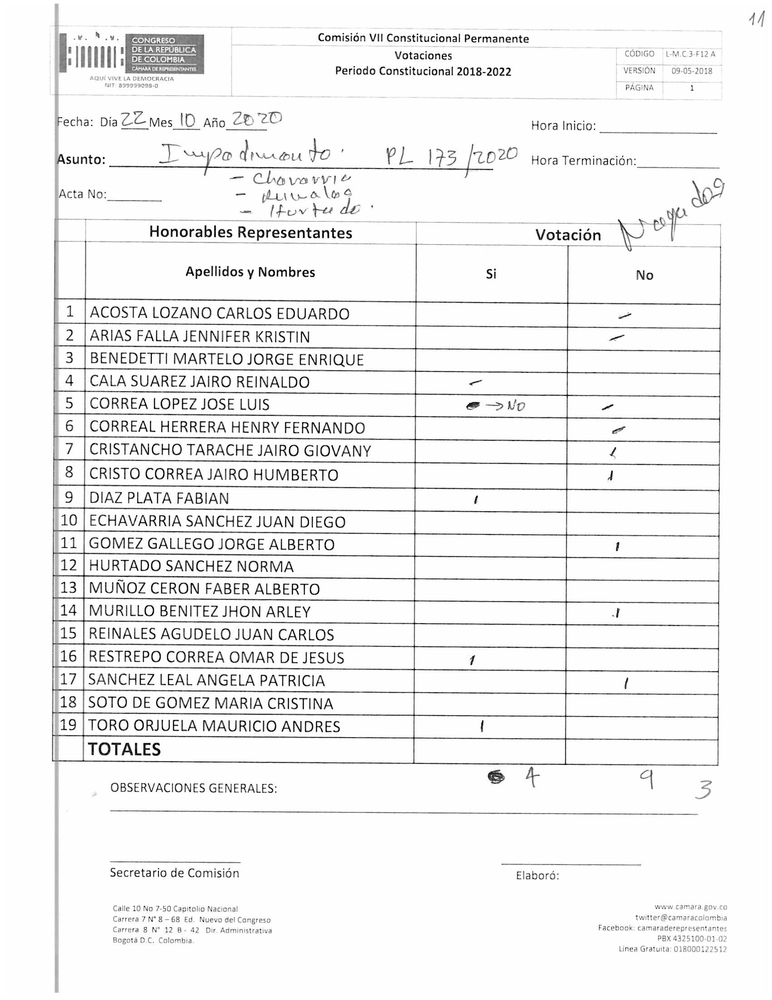 11
CONGRESO
DE LA REPÚBLICA
DE COLOMBIA
CÁMARA DE REPRESENTANTES
AQUÍ VIVE LA DEMOCRACIA
NIT: 899999098-0
Comisión VII Constitucional Permanente
Votaciones
Periodo Constitucional 2018-2022
CÓDIGO L-M.C.3-F12 A
VERSIÓN 09-05-2018
PÁGINA 1
Fecha: Día 22 Mes 10 Año 2020
Hora Inicio:
Asunto: Impedimento. PL 173/2020
Hora Terminación:
- Chavarria
Acta No:
- Reinales
- Hurtado.
Negados
Honorables Representantes Votación
Apellidos y Nombres Si No
1 ACOSTA LOZANO CARLOS EDUARDO –
2 ARIAS FALLA JENNIFER KRISTIN –
3 BENEDETTI MARTELO JORGE ENRIQUE
4 CALA SUAREZ JAIRO REINALDO –
5 CORREA LOPEZ JOSE LUIS → NO –
6 CORREAL HERRERA HENRY FERNANDO –
7 CRISTANCHO TARACHE JAIRO GIOVANY 1
8 CRISTO CORREA JAIRO HUMBERTO 1
9 DIAZ PLATA FABIAN 1
10 ECHAVARRIA SANCHEZ JUAN DIEGO
11 GOMEZ GALLEGO JORGE ALBERTO 1
12 HURTADO SANCHEZ NORMA
13 MUÑOZ CERON FABER ALBERTO
14 MURILLO BENITEZ JHON ARLEY 1
15 REINALES AGUDELO JUAN CARLOS
16 RESTREPO CORREA OMAR DE JESUS 1
17 SANCHEZ LEAL ANGELA PATRICIA 1
18 SOTO DE GOMEZ MARIA CRISTINA
19 TORO ORJUELA MAURICIO ANDRES 1
TOTALES
4 9 3
OBSERVACIONES GENERALES:
Secretario de Comisión
Elaboró:
Calle 10 No 7-50 Capitolio Nacional
Carrera 7 N° 8 – 68 Ed. Nuevo del Congreso
Carrera 8 N° 12 B - 42 Dir. Administrativa
Bogotá D.C. Colombia.
www.camara.gov.co
twitter@camaracolombia
Facebook: camaraderepresentantes
PBX 4325100-01-02
Línea Gratuita: 018000122512